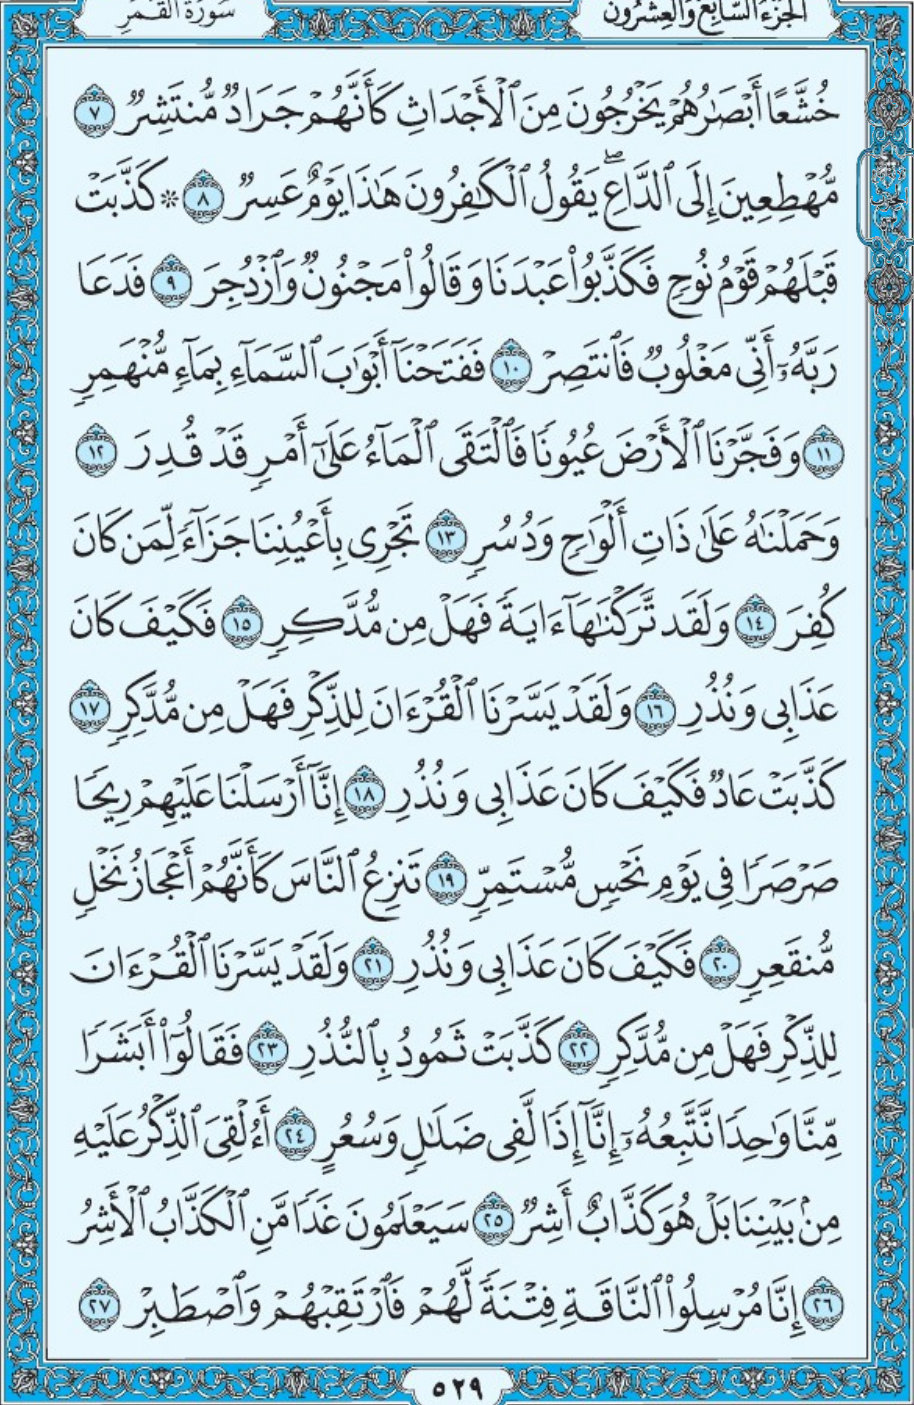 الجزء السابع والعشرون
سورة القمر
خُشَّعًا أَبْصَٰرُهُمْ يَخْرُجُونَ مِنَ ٱلْأَجْدَاثِ كَأَنَّهُمْ جَرَادٌ مُّنتَشِرٌ ٧
مُّهْطِعِينَ إِلَى ٱلدَّاعِ ۖ يَقُولُ ٱلْكَٰفِرُونَ هَٰذَا يَوْمٌ عَسِرٌ ٨ * كَذَّبَتْ
قَبْلَهُمْ قَوْمُ نُوحٍ فَكَذَّبُوا۟ عَبْدَنَا وَقَالُوا۟ مَجْنُونٌ وَٱزْدُجِرَ ٩ فَدَعَا
رَبَّهُۥٓ أَنِّى مَغْلُوبٌ فَٱنتَصِرْ ١٠ فَفَتَحْنَآ أَبْوَٰبَ ٱلسَّمَآءِ بِمَآءٍ مُّنْهَمِرٍ
١١ وَفَجَّرْنَا ٱلْأَرْضَ عُيُونًا فَٱلْتَقَى ٱلْمَآءُ عَلَىٰٓ أَمْرٍ قَدْ قُدِرَ ١٢
وَحَمَلْنَٰهُ عَلَىٰ ذَاتِ أَلْوَٰحٍ وَدُسُرٍ ١٣ تَجْرِى بِأَعْيُنِنَا جَزَآءً لِّمَن كَانَ
كُفِرَ ١٤ وَلَقَد تَّرَكْنَٰهَآ ءَايَةً فَهَلْ مِن مُّدَّكِرٍ ١٥ فَكَيْفَ كَانَ
عَذَابِى وَنُذُرِ ١٦ وَلَقَدْ يَسَّرْنَا ٱلْقُرْءَانَ لِلذِّكْرِ فَهَلْ مِن مُّدَّكِرٍ ١٧
كَذَّبَتْ عَادٌ فَكَيْفَ كَانَ عَذَابِى وَنُذُرِ ١٨ إِنَّآ أَرْسَلْنَا عَلَيْهِمْ رِيحًا
صَرْصَرًا فِى يَوْمِ نَحْسٍ مُّسْتَمِرٍّ ١٩ تَنزِعُ ٱلنَّاسَ كَأَنَّهُمْ أَعْجَازُ نَخْلٍ
مُّنقَعِرٍ ٢٠ فَكَيْفَ كَانَ عَذَابِى وَنُذُرِ ٢١ وَلَقَدْ يَسَّرْنَا ٱلْقُرْءَانَ
لِلذِّكْرِ فَهَلْ مِن مُّدَّكِرٍ ٢٢ كَذَّبَتْ ثَمُودُ بِٱلنُّذُرِ ٢٣ فَقَالُوٓا۟ أَبَشَرًا
مِّنَّا وَٰحِدًا نَّتَّبِعُهُۥٓ إِنَّآ إِذًا لَّفِى ضَلَٰلٍ وَسُعُرٍ ٢٤ أَءُلْقِىَ ٱلذِّكْرُ عَلَيْهِ
مِنۢ بَيْنِنَا بَلْ هُوَ كَذَّابٌ أَشِرٌ ٢٥ سَيَعْلَمُونَ غَدًا مَّنِ ٱلْكَذَّابُ ٱلْأَشِرُ
٢٦ إِنَّا مُرْسِلُوا۟ ٱلنَّاقَةِ فِتْنَةً لَّهُمْ فَٱرْتَقِبْهُمْ وَٱصْطَبِرْ ٢٧
٥٢٩